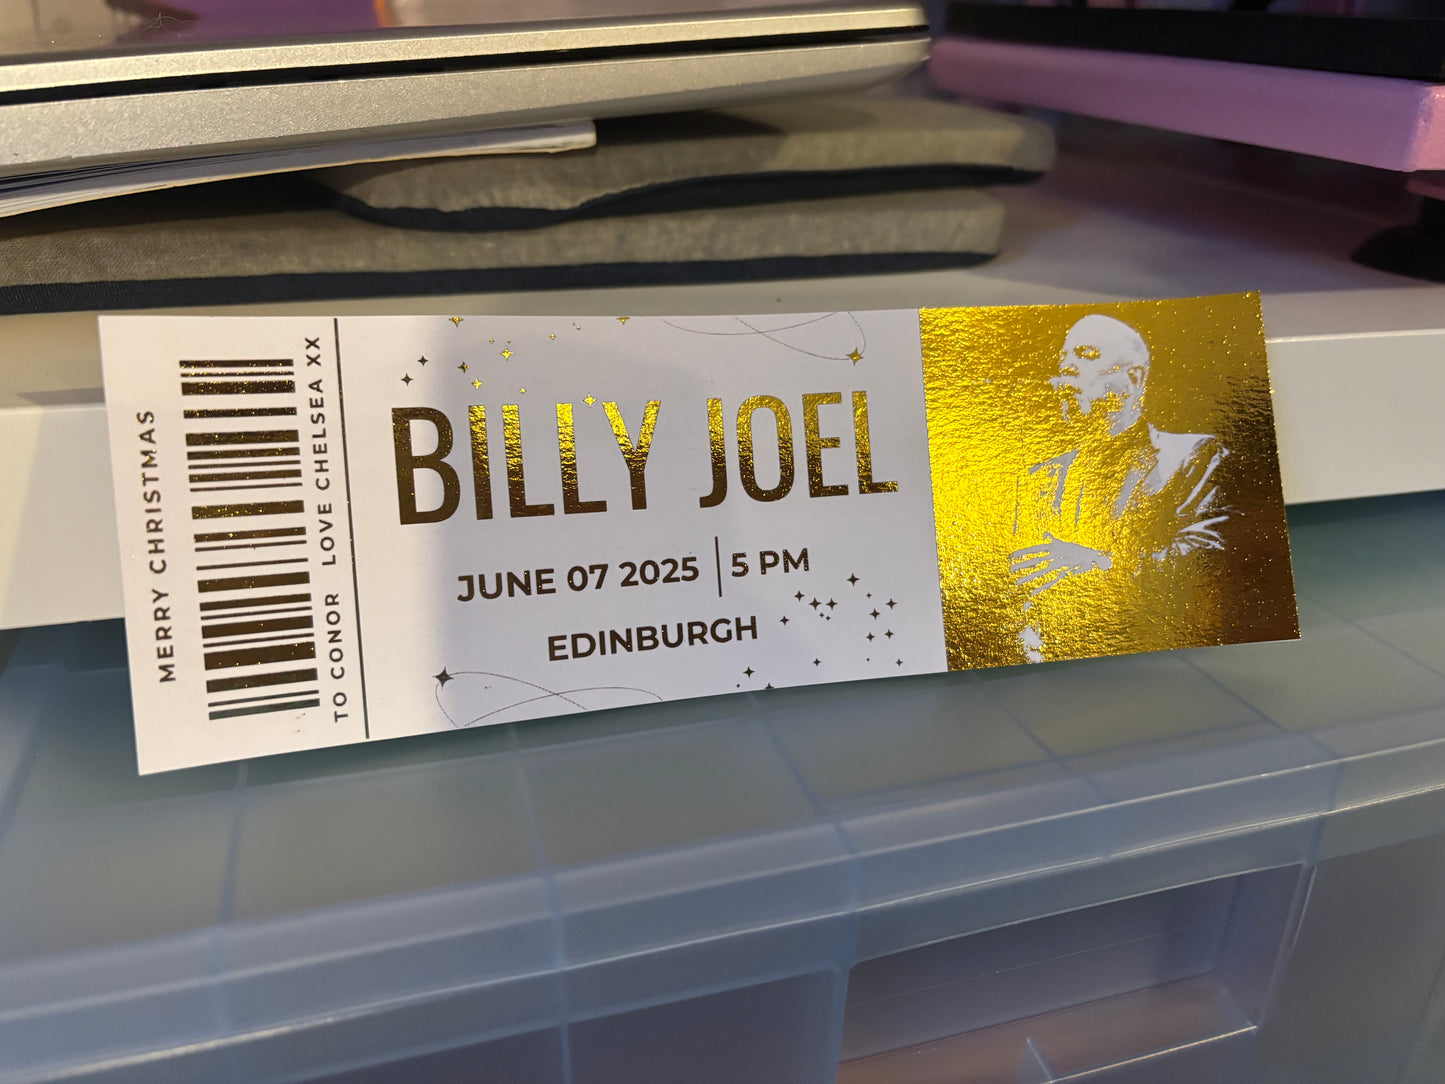 MERRY CHRISTMAS
TO CONOR LOVE CHELSEA XX
BILLY JOEL
JUNE 07 2025 | 5 PM
EDINBURGH